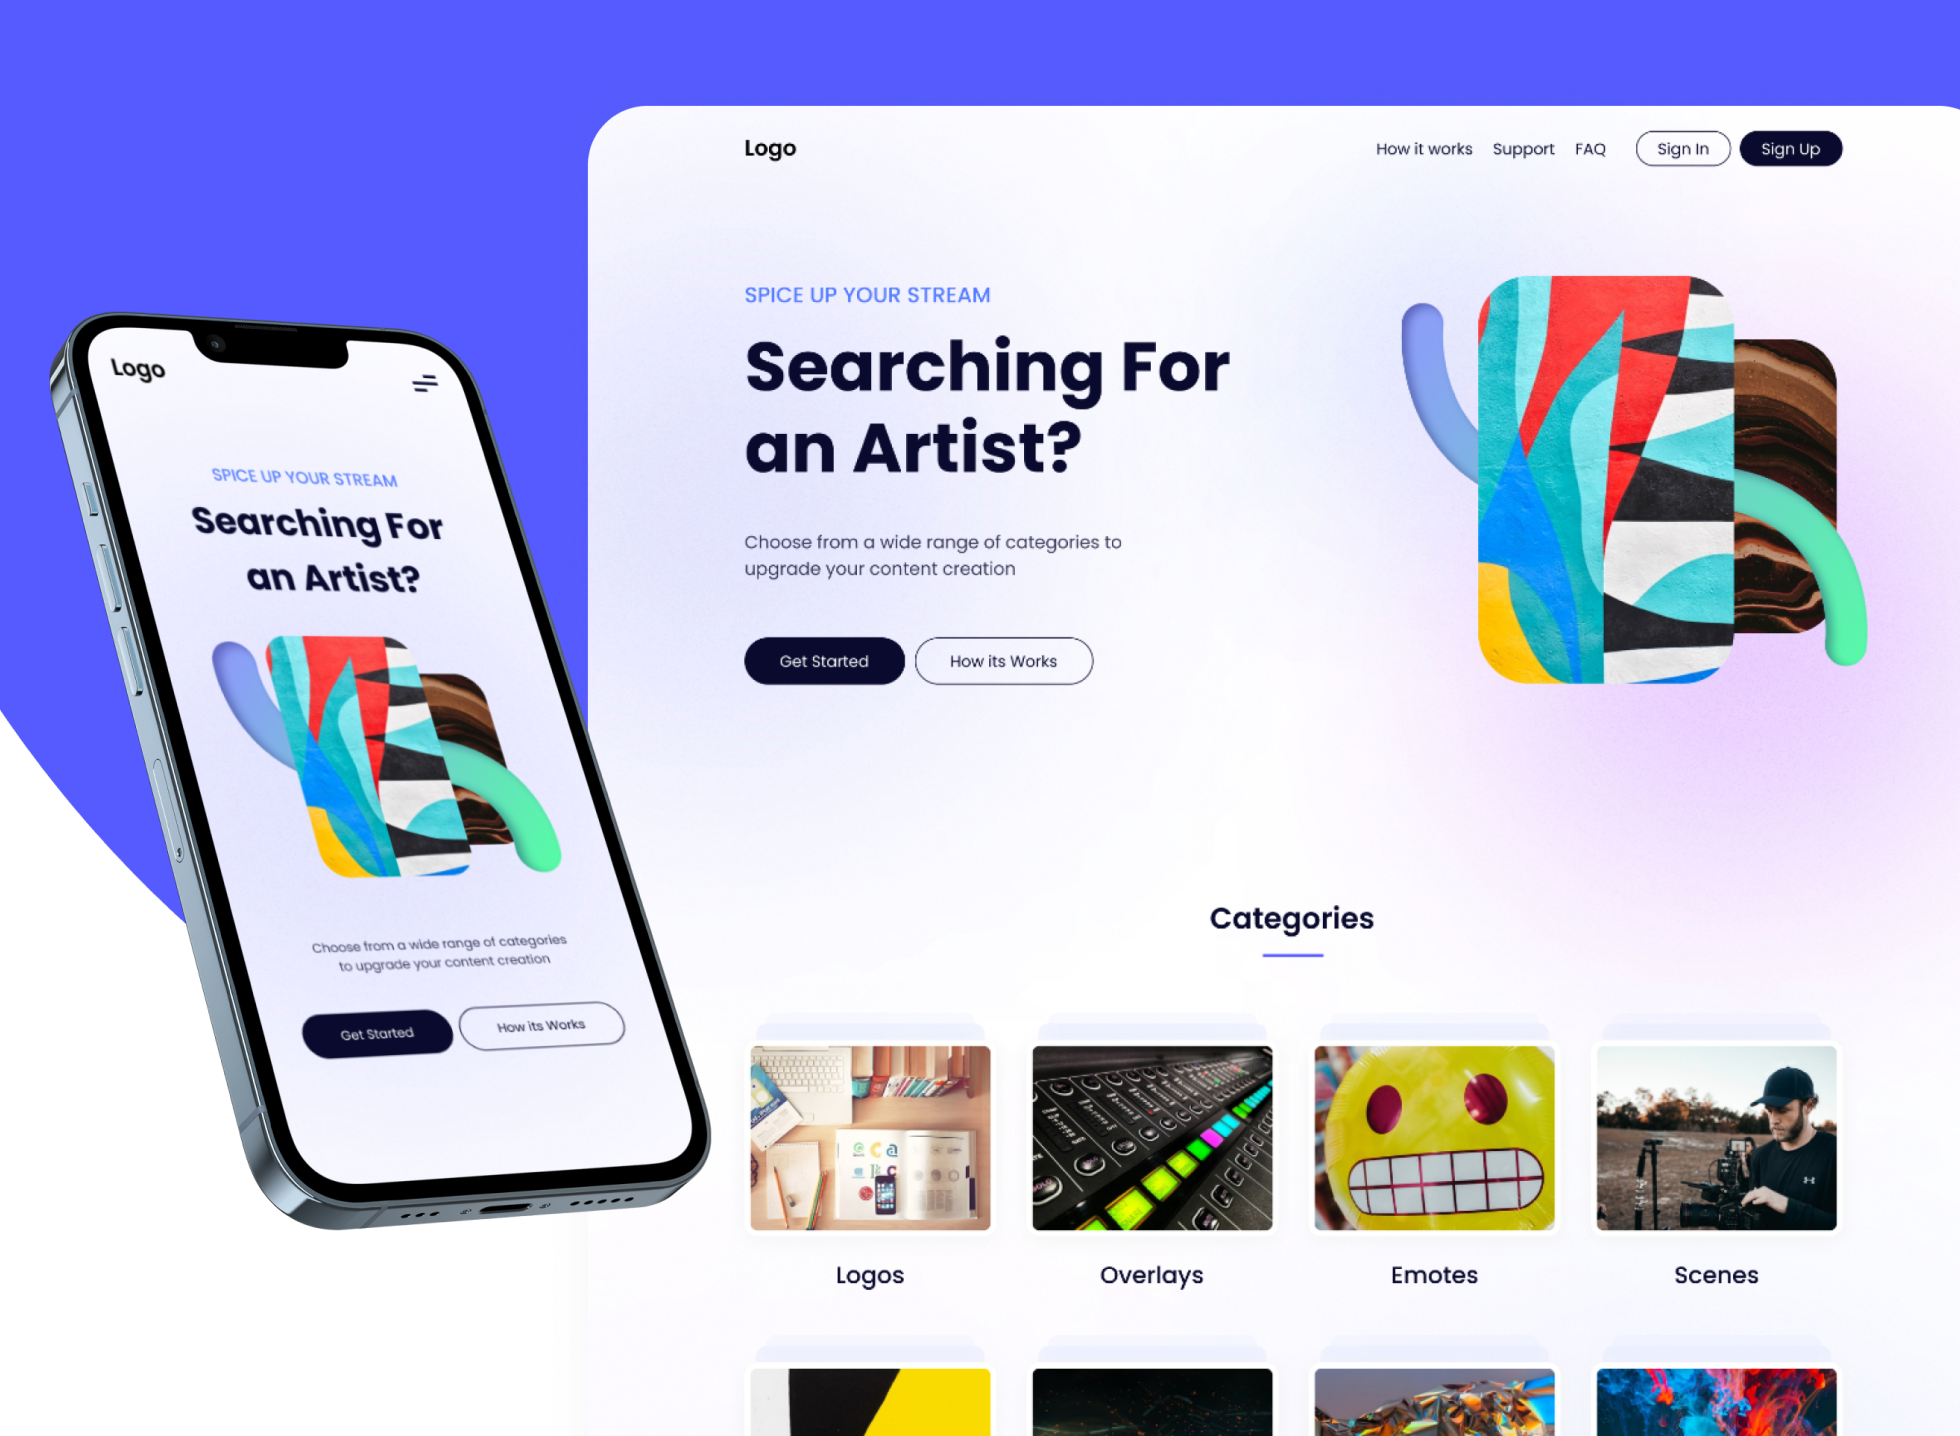 Logo
How it works Support FAQ Sign In Sign Up
SPICE UP YOUR STREAM
Searching For
an Artist?
Choose from a wide range of categories to
upgrade your content creation
Get Started How its Works
Categories
Logos Overlays Emotes Scenes
Logo
SPICE UP YOUR STREAM
Searching For
an Artist?
Choose from a wide range of categories
to upgrade your content creation
Get Started How its Works